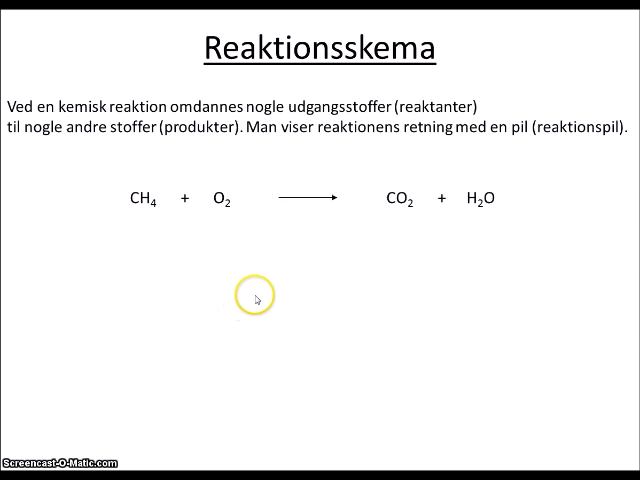 Reaktionsskema
Ved en kemisk reaktion omdannes nogle udgangsstoffer (reaktanter)
til nogle andre stoffer (produkter). Man viser reaktionens retning med en pil (reaktionspil).
CH₄ + O₂ ⟶ CO₂ + H₂O
Screencast-O-Matic.com